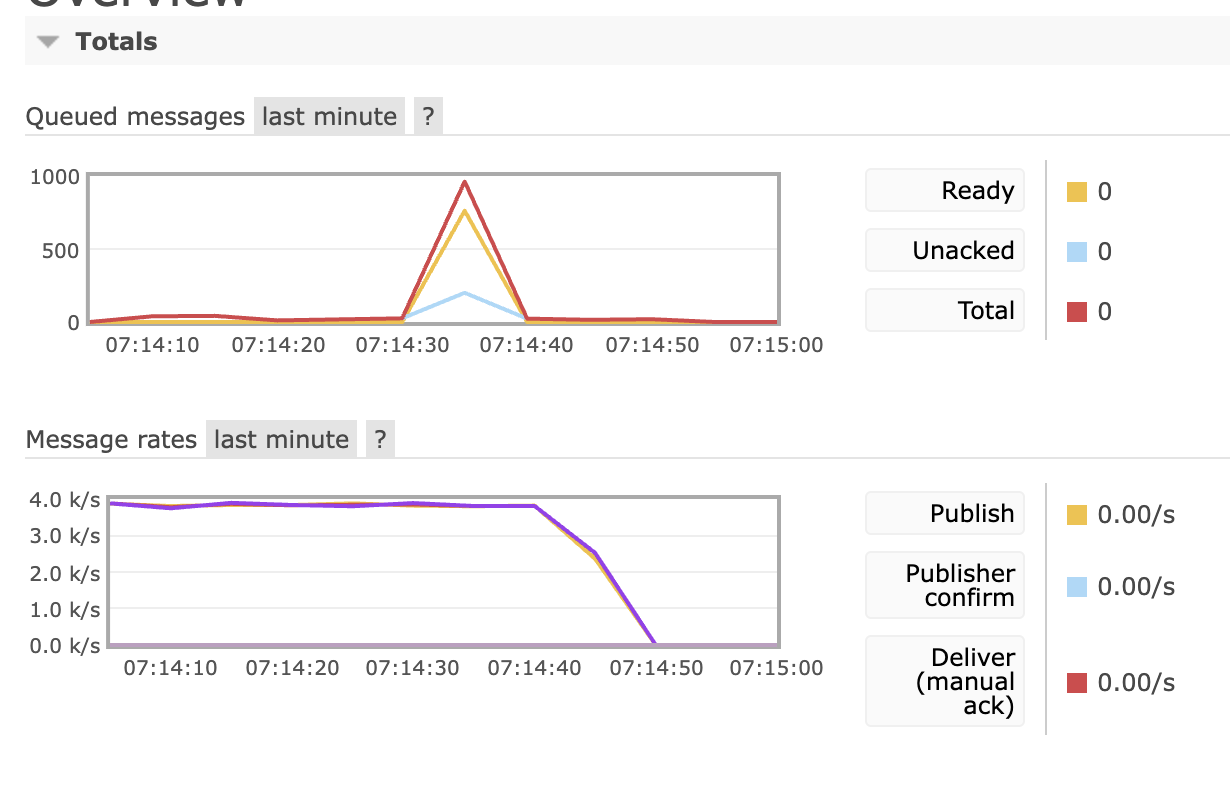 Overview
Totals
Queued messages last minute ?
1000
500
0
07:14:10 07:14:20 07:14:30 07:14:40 07:14:50 07:15:00
Ready 0
Unacked 0
Total 0
Message rates last minute ?
4.0 k/s
3.0 k/s
2.0 k/s
1.0 k/s
0.0 k/s
07:14:10 07:14:20 07:14:30 07:14:40 07:14:50 07:15:00
Publish 0.00/s
Publisher
confirm 0.00/s
Deliver
(manual 0.00/s
ack)